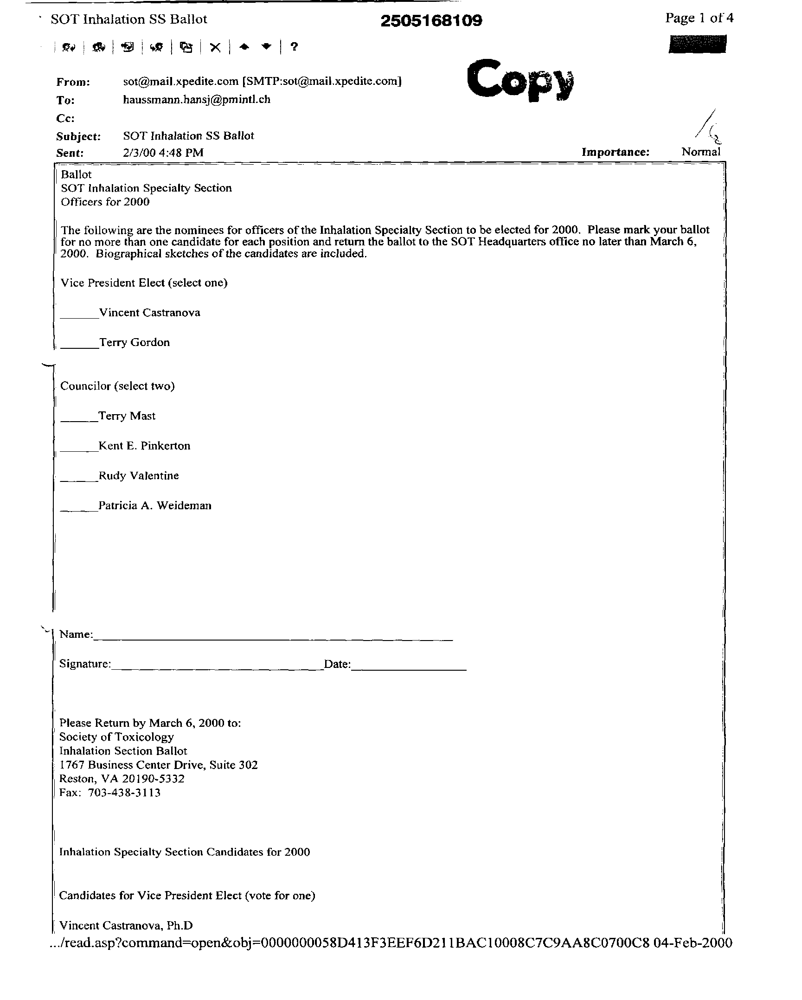 SOT Inhalation SS Ballot 2505168109 Page 1 of 4
?
Copy
From: sot@mail.xpedite.com [SMTP:sot@mail.xpedite.com]
To: haussmann.hansj@pmintl.ch
Cc:
Subject: SOT Inhalation SS Ballot
Sent: 2/3/00 4:48 PM Importance: Normal
Ballot
SOT Inhalation Specialty Section
Officers for 2000
The following are the nominees for officers of the Inhalation Specialty Section to be elected for 2000. Please mark your ballot
for no more than one candidate for each position and return the ballot to the SOT Headquarters office no later than March 6,
2000. Biographical sketches of the candidates are included.
Vice President Elect (select one)
______Vincent Castranova
______Terry Gordon
Councilor (select two)
______Terry Mast
______Kent E. Pinkerton
______Rudy Valentine
______Patricia A. Weideman
Name:____________________
Signature:____________________Date:____________________
Please Return by March 6, 2000 to:
Society of Toxicology
Inhalation Section Ballot
1767 Business Center Drive, Suite 302
Reston, VA 20190-5332
Fax: 703-438-3113
Inhalation Specialty Section Candidates for 2000
Candidates for Vice President Elect (vote for one)
Vincent Castranova, Ph.D
.../read.asp?command=open&obj=0000000058D413F3EEF6D211BAC10008C7C9AA8C0700C8 04-Feb-2000